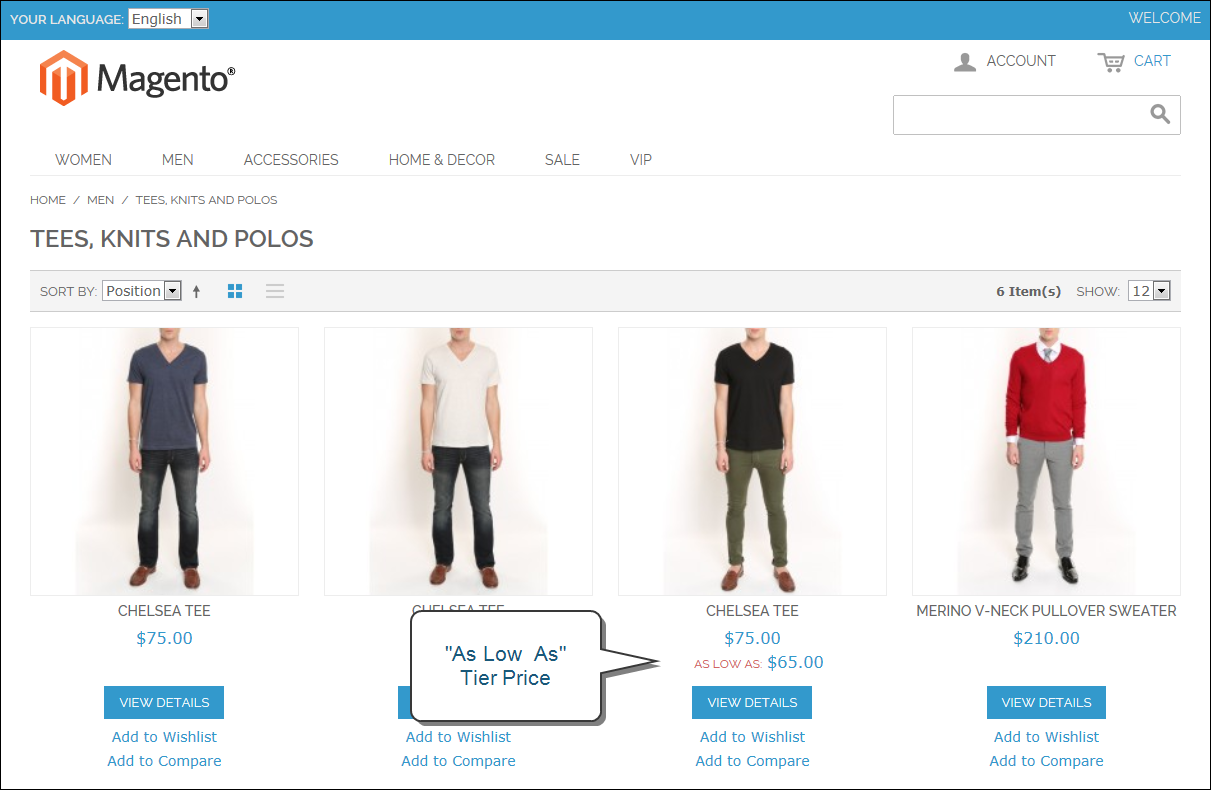 YOUR LANGUAGE: English
WELCOME
Magento®
ACCOUNT
CART
WOMEN MEN ACCESSORIES HOME & DECOR SALE VIP
HOME / MEN / TEES, KNITS AND POLOS
TEES, KNITS AND POLOS
SORT BY: Position
6 Item(s) SHOW: 12
CHELSEA TEE
$75.00
VIEW DETAILS
Add to Wishlist
Add to Compare
CHELSEA TEE
"As Low As"
Tier Price
Add to Wishlist
Add to Compare
CHELSEA TEE
$75.00
AS LOW AS: $65.00
VIEW DETAILS
Add to Wishlist
Add to Compare
MERINO V-NECK PULLOVER SWEATER
$210.00
VIEW DETAILS
Add to Wishlist
Add to Compare